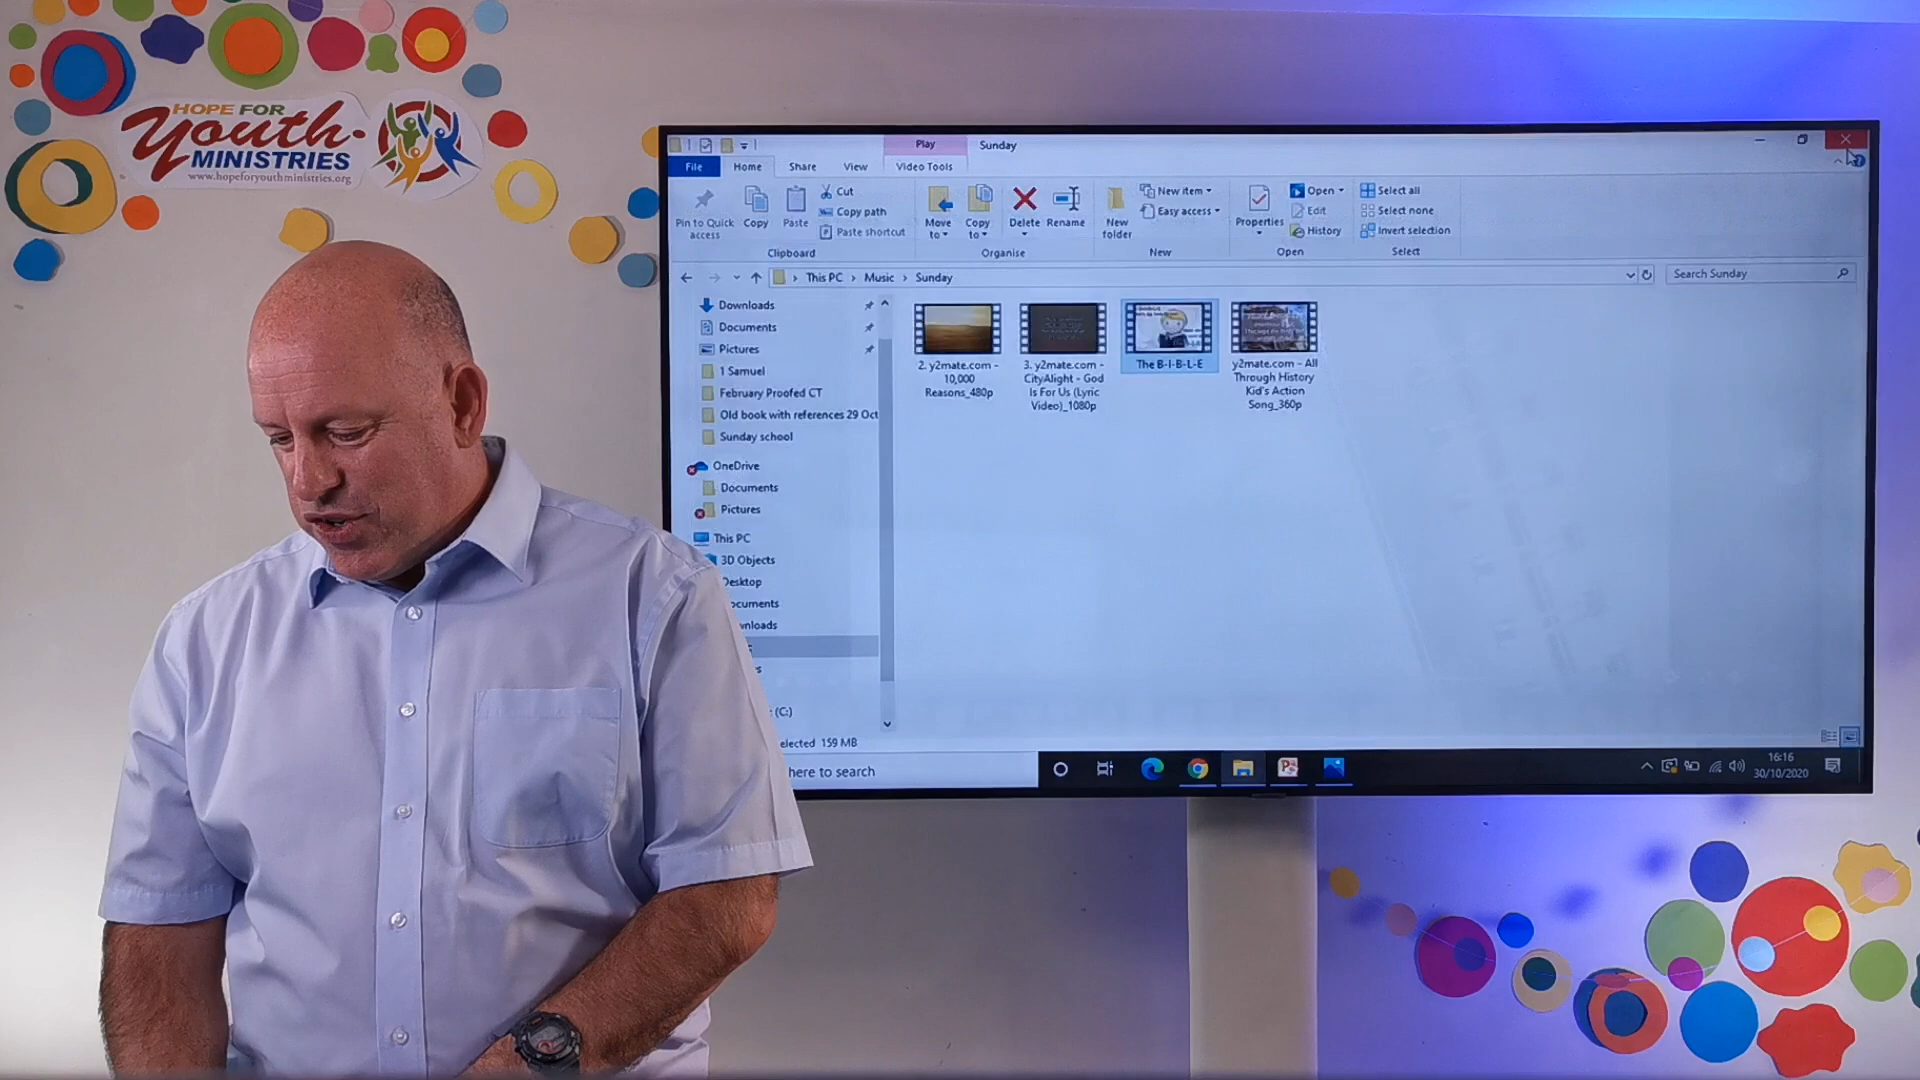 HOPE FOR
Youth
MINISTRIES
www.hopeforyouthministries.org
Play
Sunday
File
Home
Share
View
Video Tools
Pin to Quick
access
Copy
Paste
Cut
Copy path
Paste shortcut
Clipboard
Move
to
Copy
to
Delete
Rename
Organise
New
folder
New item
Easy access
New
Properties
Open
Edit
History
Open
Select all
Select none
Invert selection
Select
This PC > Music > Sunday
Search Sunday
Downloads
Documents
Pictures
1 Samuel
February Proofed CT
Old book with references 29 Oct
Sunday school
OneDrive
Documents
Pictures
This PC
3D Objects
Desktop
ocuments
wnloads
(C:)
elected 159 MB
2. y2mate.com -
10,000
Reasons_480p
3. y2mate.com -
CityAlight - God
Is For Us (Lyric
Video)_1080p
The B-I-B-L-E
y2mate.com - All
Through History
Kid's Action
Song_360p
here to search
16:16
30/10/2020